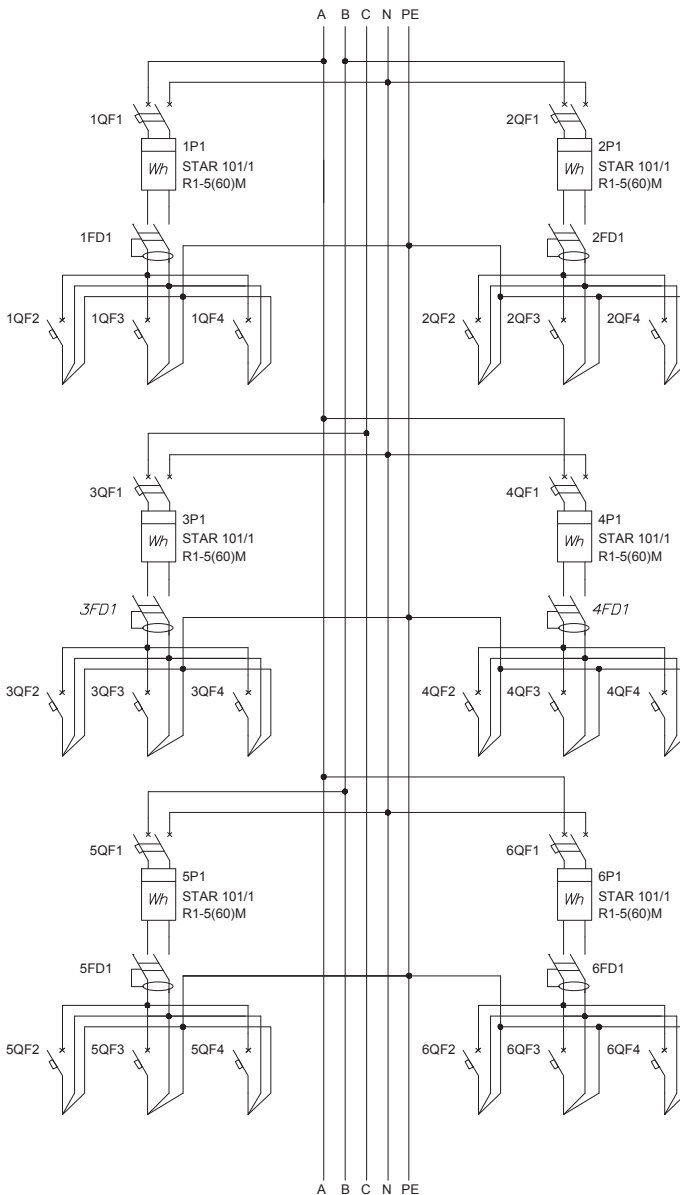 A B C N PE
1QF1 2QF1
1P1 2P1
Wh STAR 101/1 Wh STAR 101/1
R1-5(60)M R1-5(60)M
1FD1 2FD1
1QF2 1QF3 1QF4 2QF2 2QF3 2QF4
3QF1 4QF1
3P1 4P1
Wh STAR 101/1 Wh STAR 101/1
R1-5(60)M R1-5(60)M
3FD1 4FD1
3QF2 3QF3 3QF4 4QF2 4QF3 4QF4
5QF1 6QF1
5P1 6P1
Wh STAR 101/1 Wh STAR 101/1
R1-5(60)M R1-5(60)M
5FD1 6FD1
5QF2 5QF3 5QF4 6QF2 6QF3 6QF4
A B C N PE